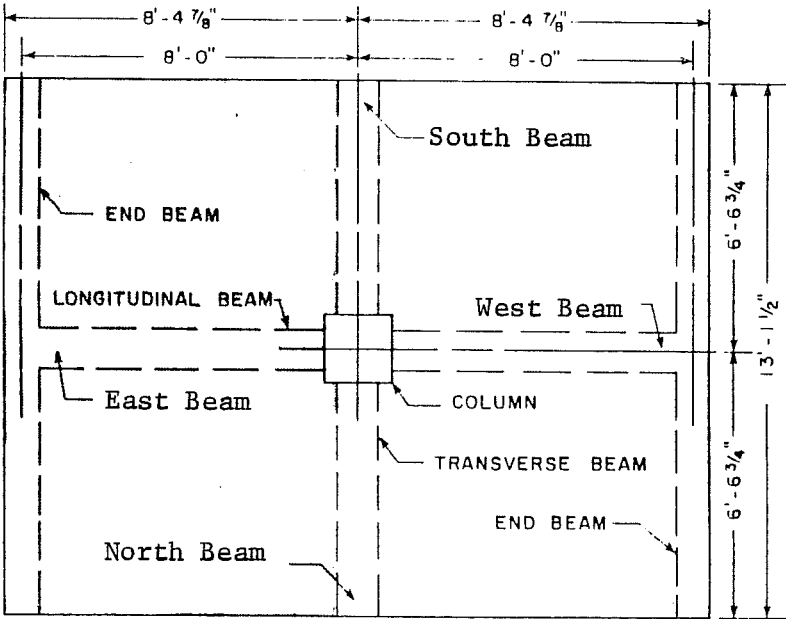 8'-4 7/8" 8'-4 7/8"
8'-0" 8'-0"
South Beam
END BEAM
6'-6 3/4"
LONGITUDINAL BEAM
West Beam
13'-1 1/2"
East Beam
COLUMN
TRANSVERSE BEAM
6'-6 3/4"
END BEAM
North Beam